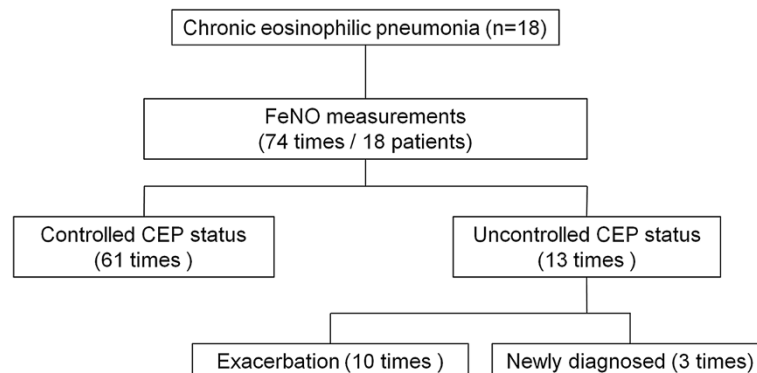 Chronic eosinophilic pneumonia (n=18)
FeNO measurements
(74 times / 18 patients)
Controlled CEP status
(61 times )
Uncontrolled CEP status
(13 times )
Exacerbation (10 times )
Newly diagnosed (3 times)